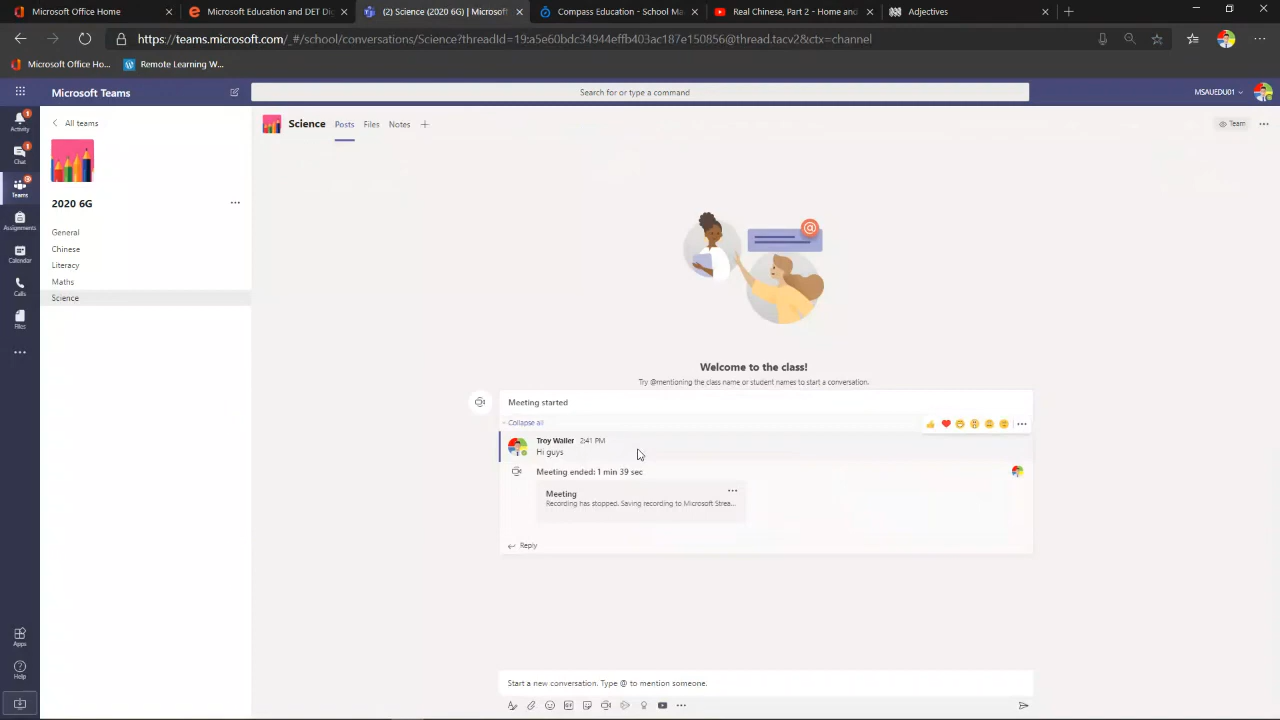 Microsoft Office Home
Microsoft Education and DET Dig
(2) Science (2020 6G) | Microsoft
Compass Education - School Ma
Real Chinese, Part 2 - Home and
Adjectives
https://teams.microsoft.com/_#/school/conversations/Science?threadId=19:a5e60bdc34944effb403ac187e150856@thread.tacv2&ctx=channel
Microsoft Office Ho...
Remote Learning W...
Microsoft Teams
Search for or type a command
MSAUEDU01
Activity
Chat
Teams
Assignments
Calendar
Calls
Files
Apps
Help
All teams
2020 6G
General
Chinese
Literacy
Maths
Science
Science
Posts
Files
Notes
Team
@
Welcome to the class!
Try @mentioning the class name or student names to start a conversation.
Meeting started
Collapse all
Troy Waller 2:41 PM
Hi guys
Meeting ended: 1 min 39 sec
Meeting
Recording has stopped. Saving recording to Microsoft Strea...
Reply
Start a new conversation. Type @ to mention someone.